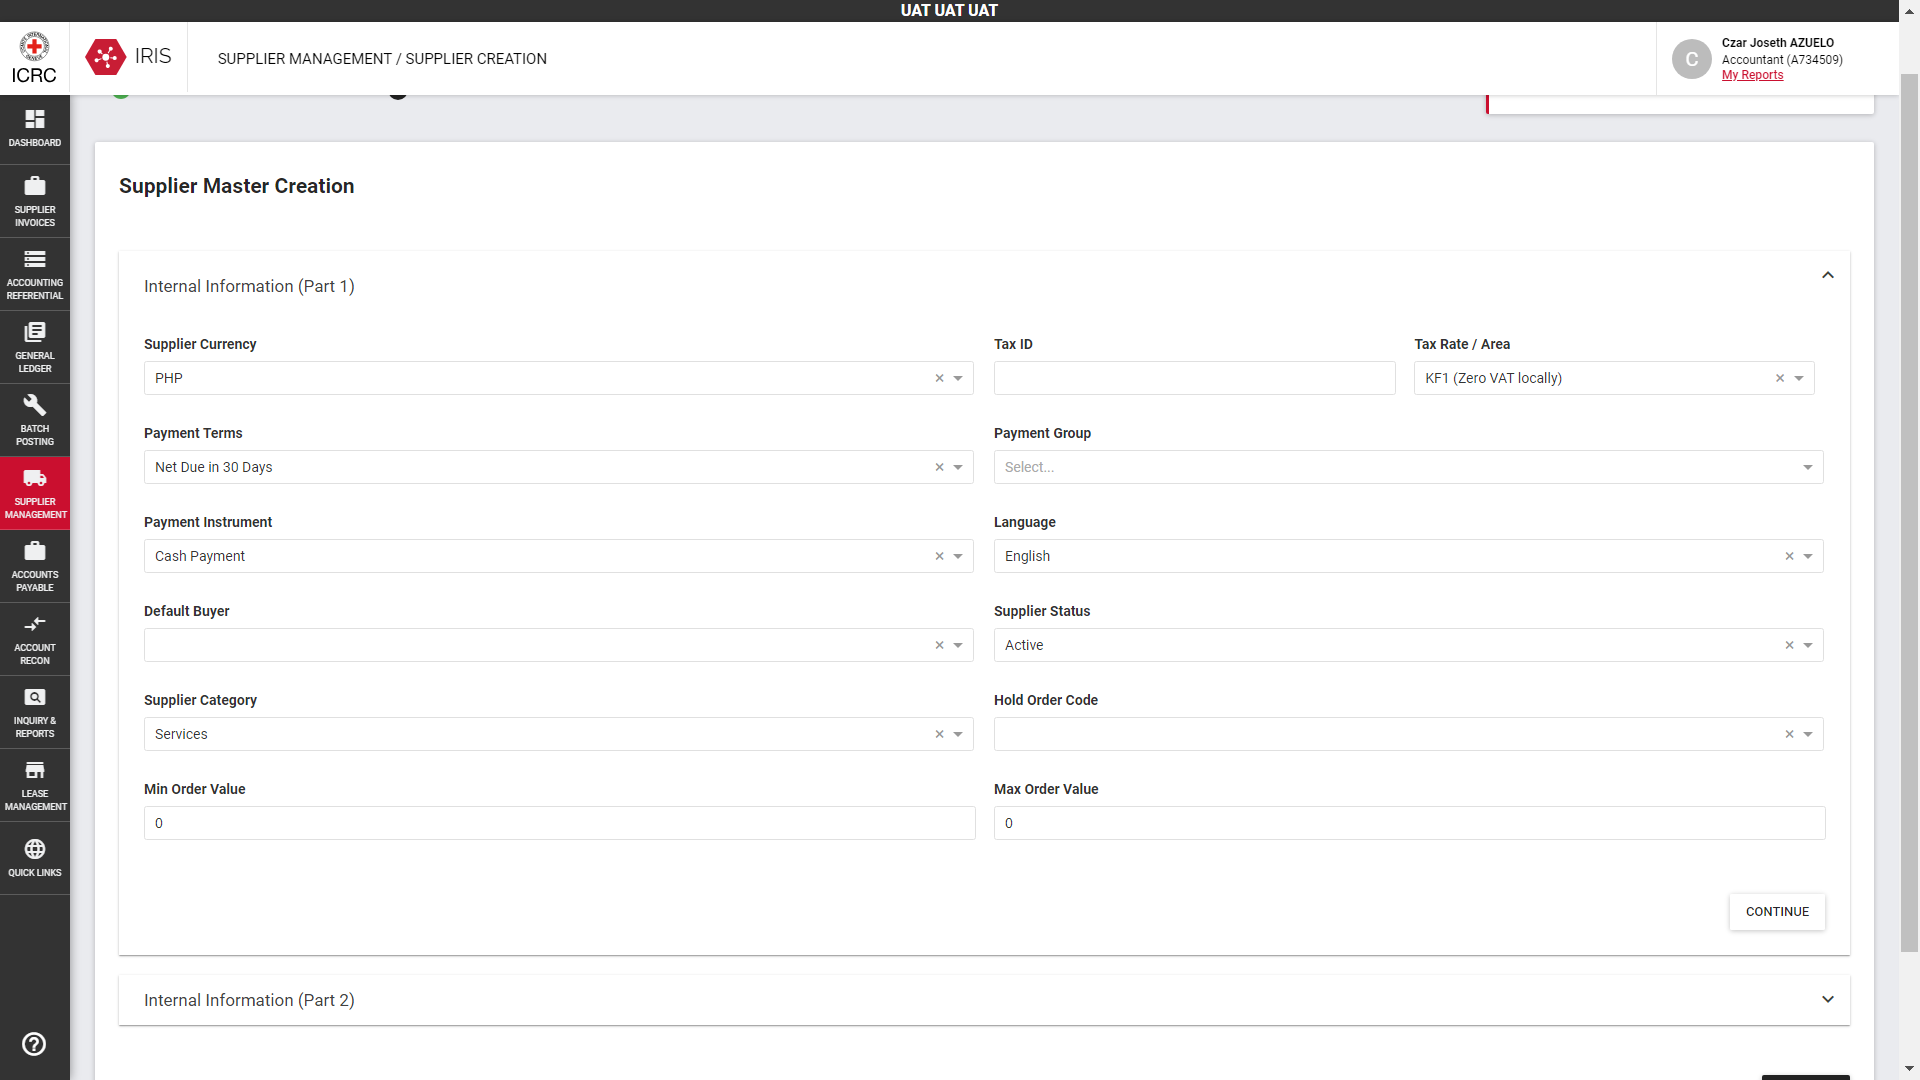 UAT UAT UAT
ICRC
IRIS
SUPPLIER MANAGEMENT / SUPPLIER CREATION
C
Czar Joseth AZUELO
Accountant (A734509)
My Reports
DASHBOARD
SUPPLIER
INVOICES
ACCOUNTING
REFERENTIAL
GENERAL
LEDGER
BATCH
POSTING
SUPPLIER
MANAGEMENT
ACCOUNTS
PAYABLE
ACCOUNT
RECON
INQUIRY &
REPORTS
LEASE
MANAGEMENT
QUICK LINKS
Supplier Master Creation
Internal Information (Part 1)
Supplier Currency
PHP
Tax ID
Tax Rate / Area
KF1 (Zero VAT locally)
Payment Terms
Net Due in 30 Days
Payment Group
Select...
Payment Instrument
Cash Payment
Language
English
Default Buyer
Supplier Status
Active
Supplier Category
Services
Hold Order Code
Min Order Value
0
Max Order Value
0
CONTINUE
Internal Information (Part 2)